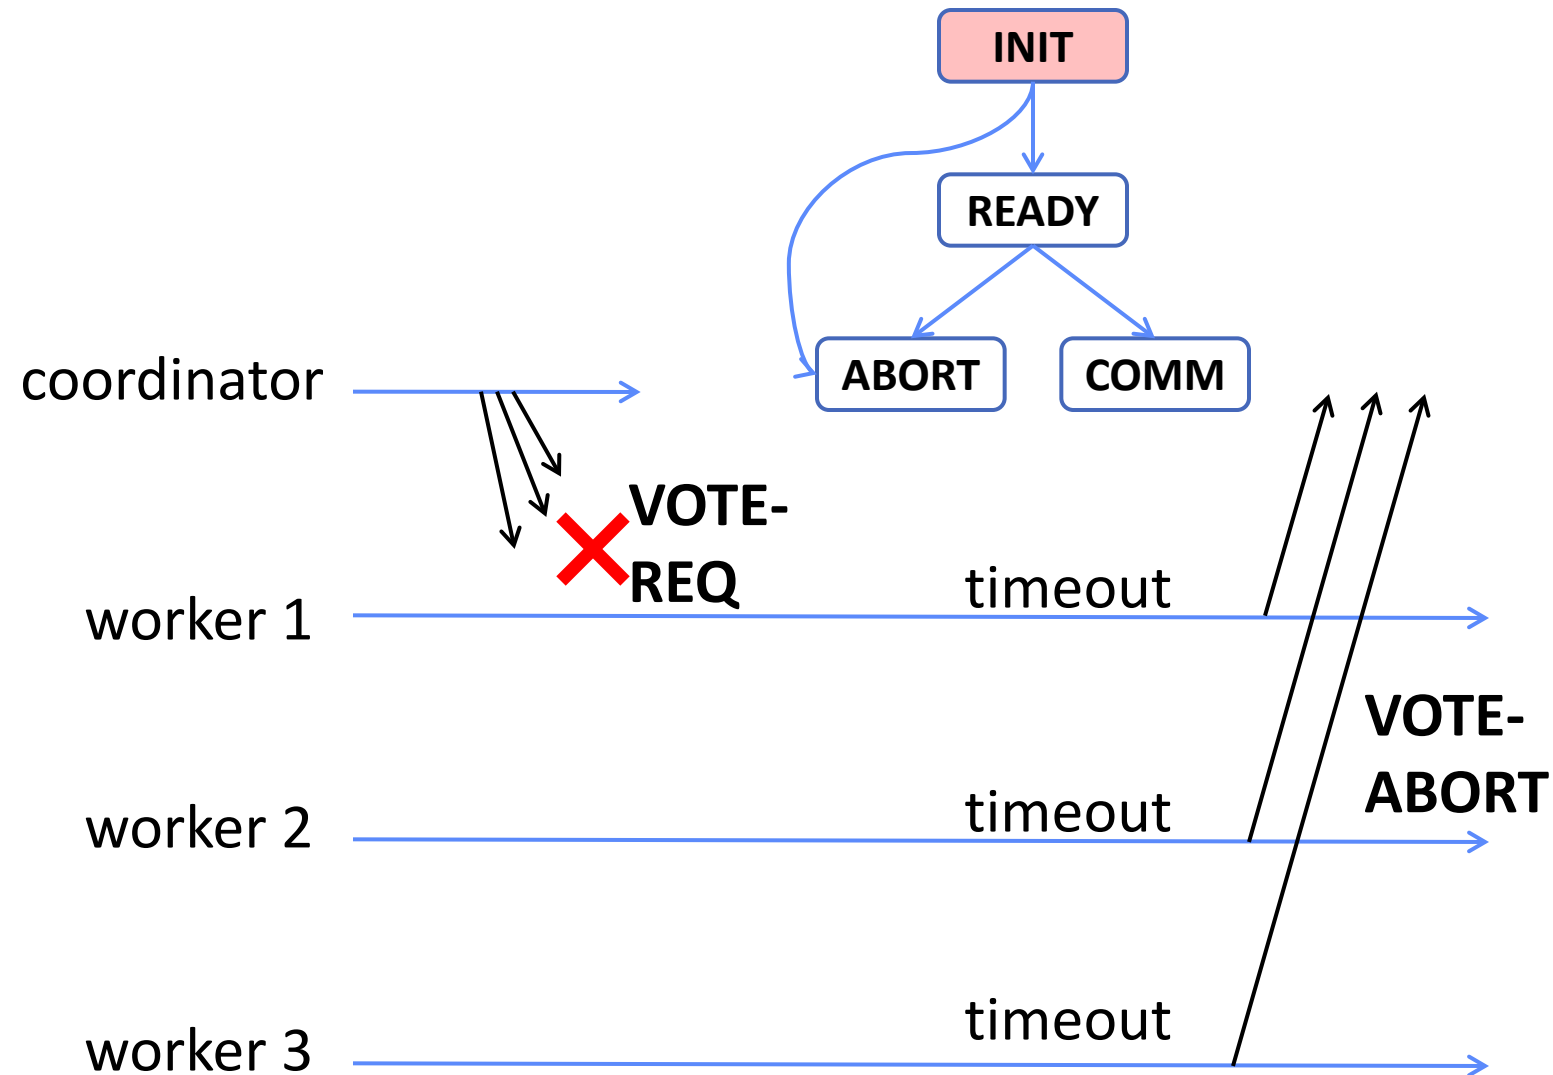 INIT
READY
ABORT
COMM
coordinator
VOTE-
REQ
timeout
worker 1
VOTE-
ABORT
timeout
worker 2
timeout
worker 3